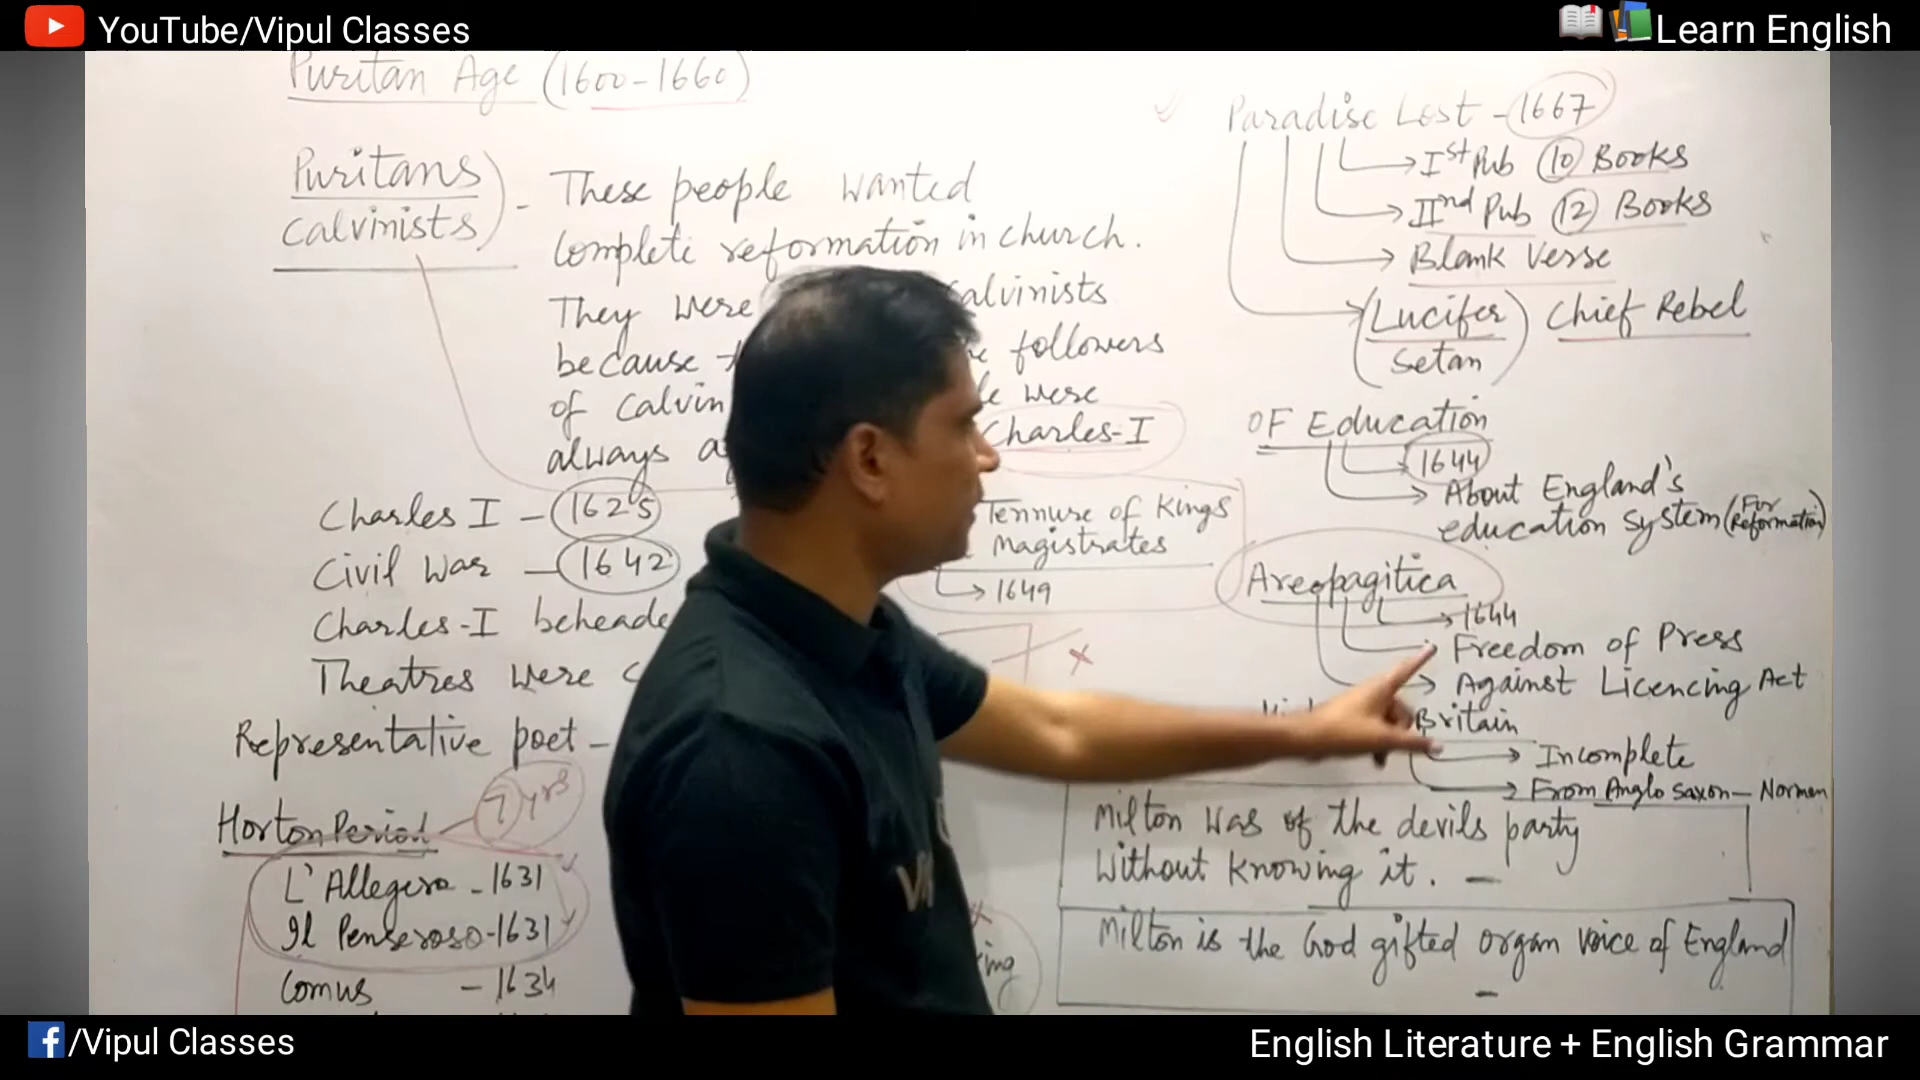 YouTube/Vipul Classes
Learn English
Puritan Age (1600-1660)
Puritans
Calvinists
- These people wanted
complete reformation in church.
They were Calvinists
because followers
of Calvin were
always Charles-I
Charles I - 1625
Civil War - 1642
Charles-I beheade
Theatres were
Representative poet -
Horton Period 7 yrs
L'Allegero - 1631
Il Penseroso - 1631
Comus - 1634
Tennure of Kings
Magistrates
1649
Paradise Lost - 1667
Ist Pub 10 Books
IInd Pub 12 Books
Blank Verse
Lucifer Chief Rebel
Setan
OF Education
1644
About England's
education system (For Reformation)
Areopagitica
1644
Freedom of Press
Against Licencing Act
Britain
Incomplete
From Anglo Saxon - Norman
Milton was of the devils party
without knowing it. -
Milton is the God gifted organ voice of England
-
/Vipul Classes
English Literature + English Grammar